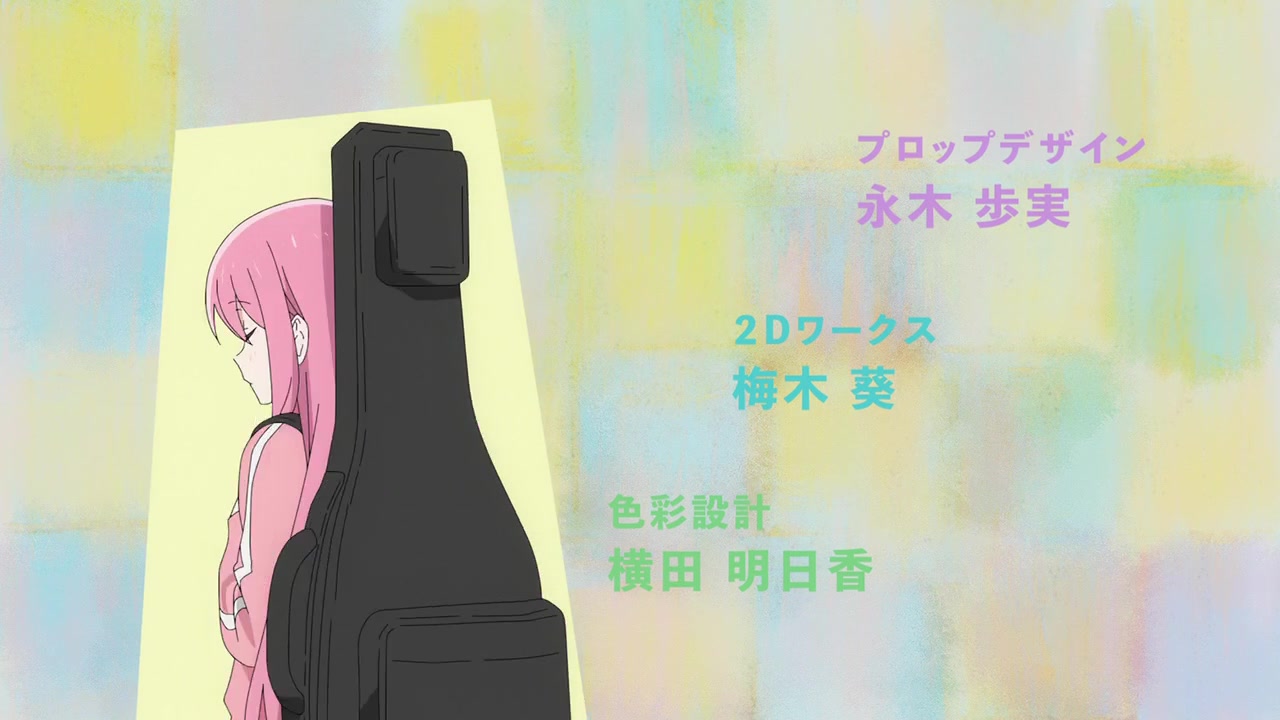 プロップデザイン
永木 歩実
2Dワークス
梅木 葵
色彩設計
横田 明日香